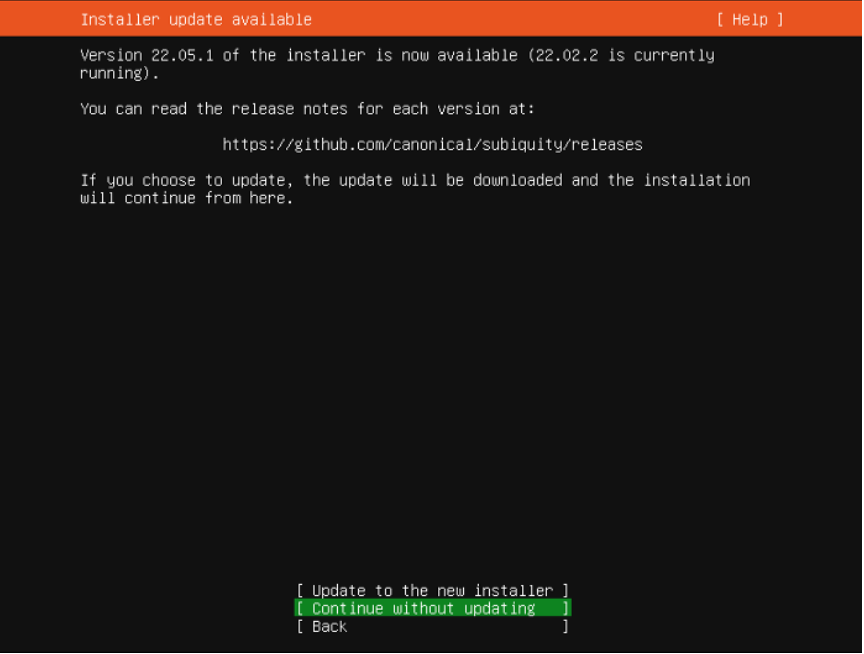 Installer update available [ Help ]
Version 22.05.1 of the installer is now available (22.02.2 is currently
running).
You can read the release notes for each version at:
https://github.com/canonical/subiquity/releases
If you choose to update, the update will be downloaded and the installation
will continue from here.
[ Update to the new installer ]
[ Continue without updating ]
[ Back ]